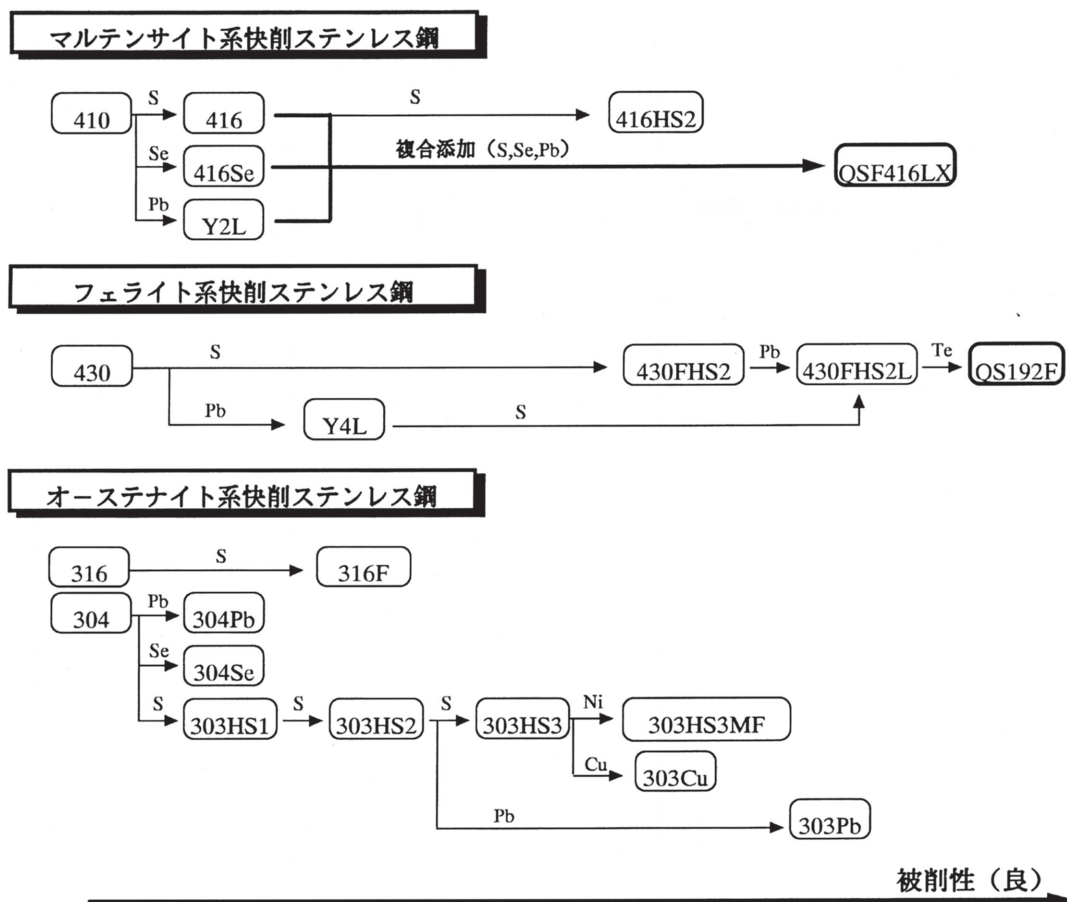 マルテンサイト系快削ステンレス鋼
S
S
410
416
416HS2
Se
複合添加（S,Se,Pb）
416Se
QSF416LX
Pb
Y2L
フェライト系快削ステンレス鋼
S
Pb
Te
430
430FHS2
430FHS2L
QS192F
Pb
S
Y4L
オーステナイト系快削ステンレス鋼
S
316
316F
Pb
304
304Pb
Se
304Se
S
S
S
Ni
303HS1
303HS2
303HS3
303HS3MF
Cu
303Cu
Pb
303Pb
被削性（良）